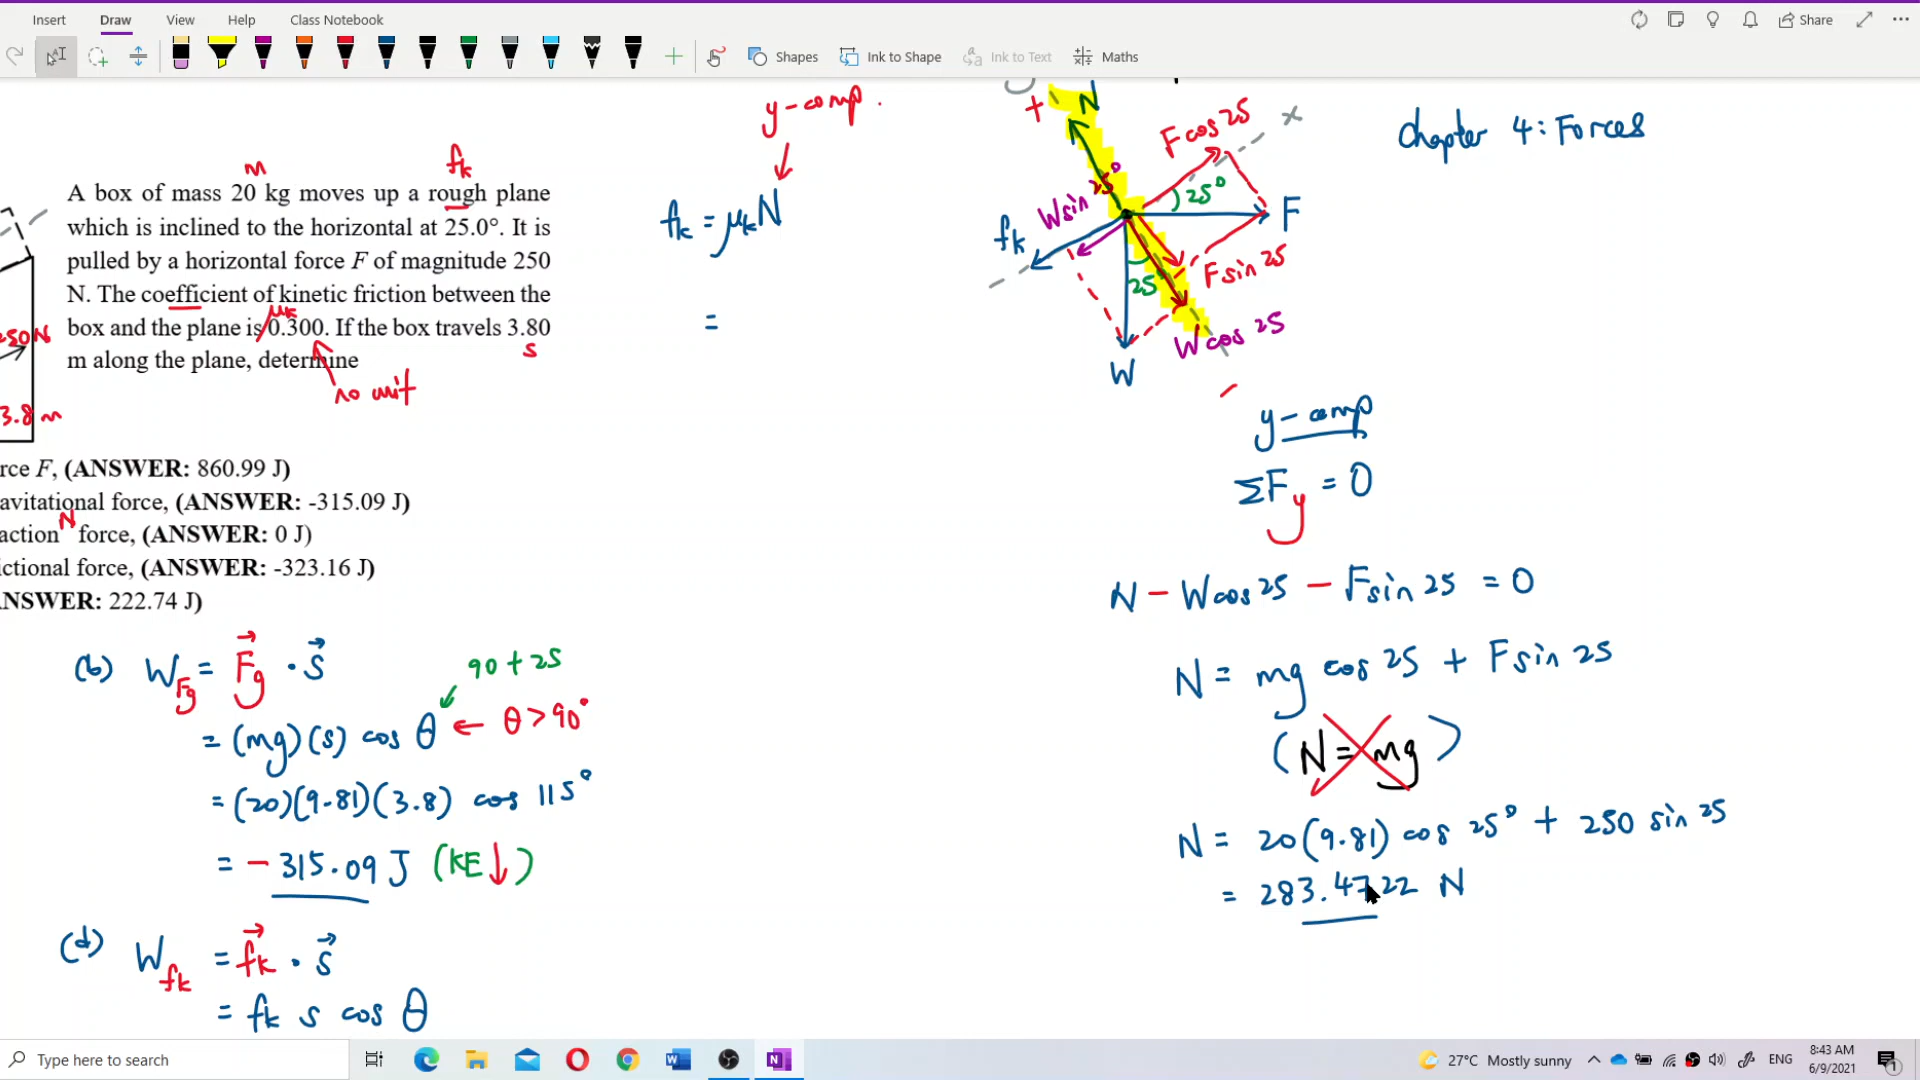 Insert Draw View Help Class Notebook Share
Shapes Ink to Shape Ink to Text Maths
m
fk
A box of mass 20 kg moves up a rough plane
which is inclined to the horizontal at 25.0°. It is
pulled by a horizontal force F of magnitude 250
N. The coefficient of kinetic friction between the
μk
box and the plane is 0.300. If the box travels 3.80
s
m along the plane, determine
no unit
250 N
3.8 m
rce F, (ANSWER: 860.99 J)
avitational force, (ANSWER: -315.09 J)
N
action force, (ANSWER: 0 J)
ictional force, (ANSWER: -323.16 J)
ANSWER: 222.74 J)
(b) W_Fg = F⃗g · s⃗
90 + 25
= (mg)(s) cos θ ← θ > 90°
= (20)(9.81)(3.8) cos 115°
= - 315.09 J (KE ↓)
(d) W_fk = f⃗k · s⃗
= fk s cos θ
y-comp.
fk = μk N
=
+ N
F cos 25
x
25°
F
W sin 25°
fk
F sin 25
25
W cos 25
W
-
Chapter 4: Forces
y-comp
ΣFy = 0
N - W cos 25 - F sin 25 = 0
N = mg cos 25 + F sin 25
(N = mg)
N = 20(9.81) cos 25° + 250 sin 25
= 283.4722 N
Type here to search
27°C Mostly sunny
ENG
8:43 AM
6/9/2021
1